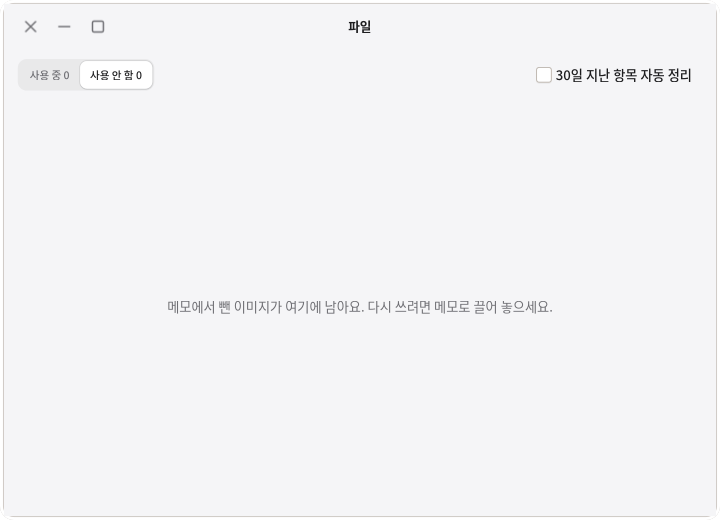 파일
사용 중 0 사용 안 함 0
30일 지난 항목 자동 정리
메모에서 뺀 이미지가 여기에 남아요. 다시 쓰려면 메모로 끌어 놓으세요.